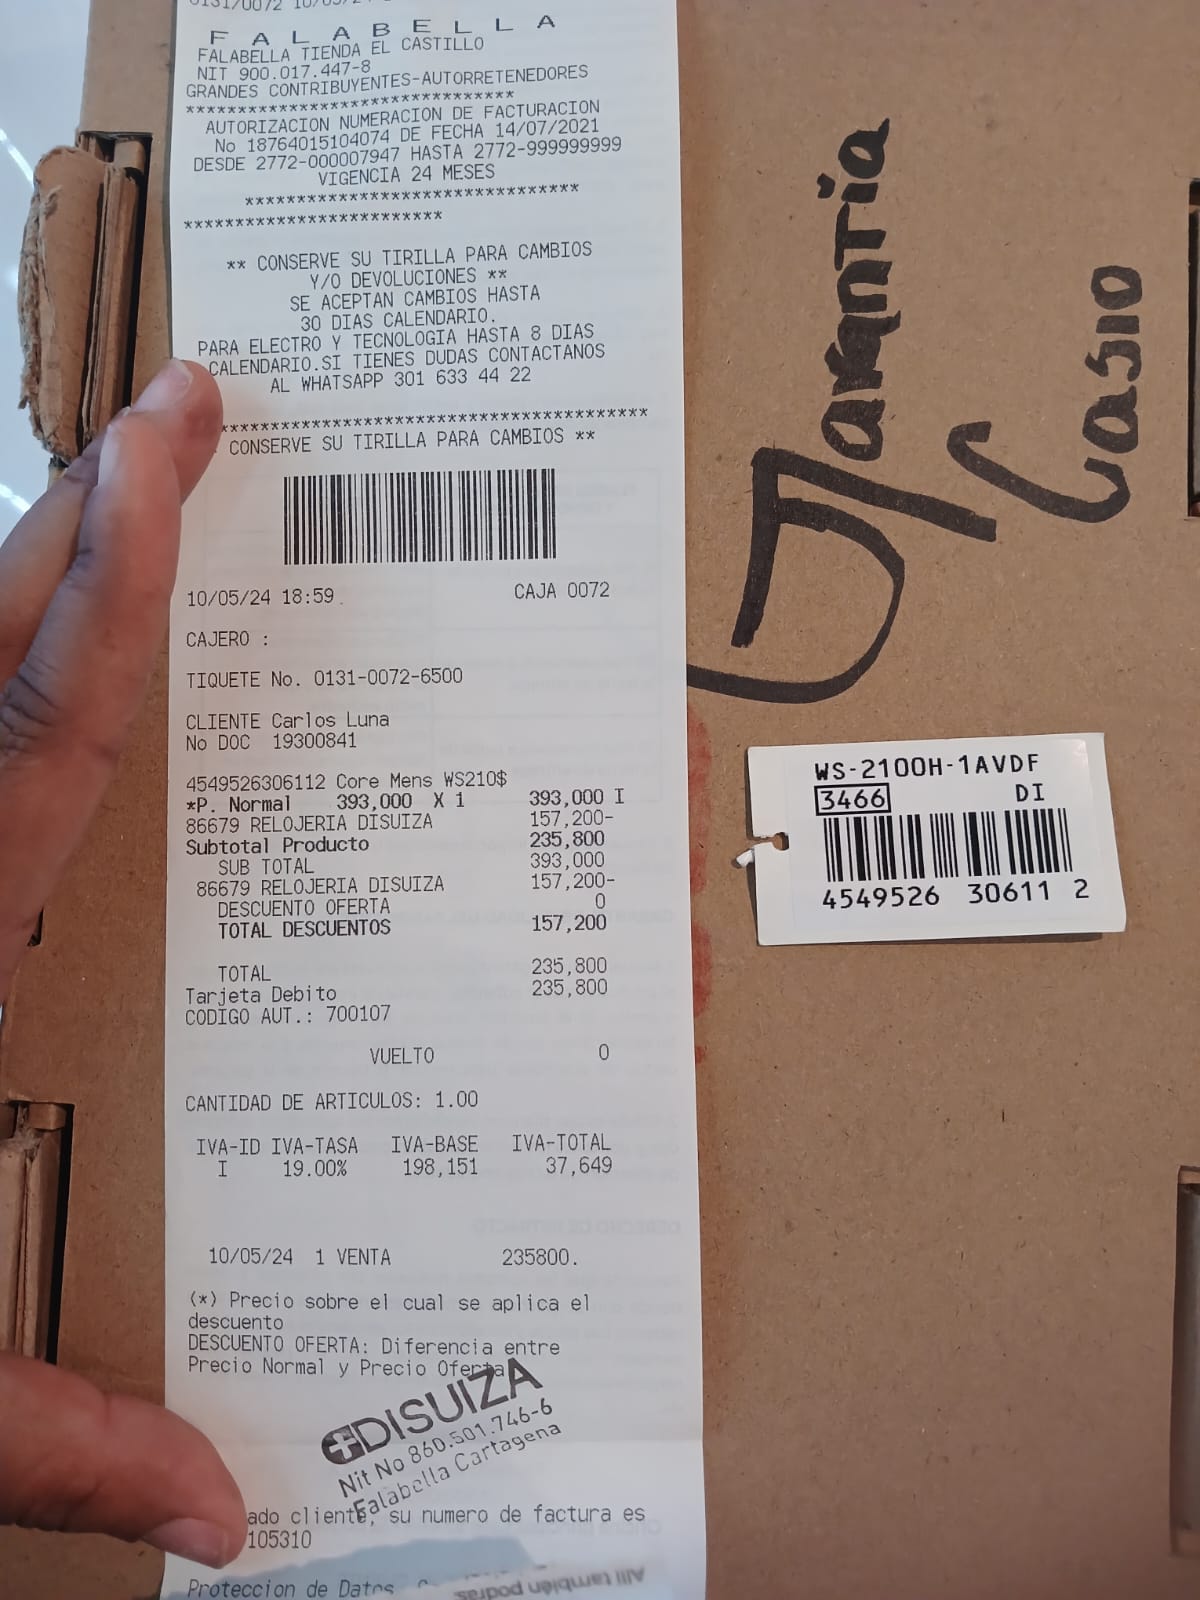 F A L A B E L L A
FALABELLA TIENDA EL CASTILLO
NIT 900.017.447-8
GRANDES CONTRIBUYENTES-AUTORRETENEDORES
********************************
AUTORIZACION NUMERACION DE FACTURACION
No 18764015104074 DE FECHA 14/07/2021
DESDE 2772-000007947 HASTA 2772-999999999
VIGENCIA 24 MESES
********************************
*************************
** CONSERVE SU TIRILLA PARA CAMBIOS
Y/O DEVOLUCIONES **
SE ACEPTAN CAMBIOS HASTA
30 DIAS CALENDARIO.
PARA ELECTRO Y TECNOLOGIA HASTA 8 DIAS
CALENDARIO.SI TIENES DUDAS CONTACTANOS
AL WHATSAPP 301 633 44 22
*****************************************
CONSERVE SU TIRILLA PARA CAMBIOS **
10/05/24 18:59 CAJA 0072
CAJERO :
TIQUETE No. 0131-0072-6500
CLIENTE Carlos Luna
No DOC 19300841
4549526306112 Core Mens WS210$
*P. Normal 393,000 X 1 393,000 I
86679 RELOJERIA DISUIZA 157,200-
Subtotal Producto 235,800
SUB TOTAL 393,000
86679 RELOJERIA DISUIZA 157,200-
DESCUENTO OFERTA 0
TOTAL DESCUENTOS 157,200
TOTAL 235,800
Tarjeta Debito 235,800
CODIGO AUT.: 700107
VUELTO 0
CANTIDAD DE ARTICULOS: 1.00
IVA-ID IVA-TASA IVA-BASE IVA-TOTAL
I 19.00% 198,151 37,649
10/05/24 1 VENTA 235800.
(*) Precio sobre el cual se aplica el
descuento
DESCUENTO OFERTA: Diferencia entre
Precio Normal y Precio Oferta
DISUIZA
Nit No 860.501.746-6
Falabella Cartagena
ado cliente, su numero de factura es
105310
Proteccion de Datos
Alli también podras
Garantia
Casio
WS-2100H-1AVDF
3466 DI
4549526 30611 2